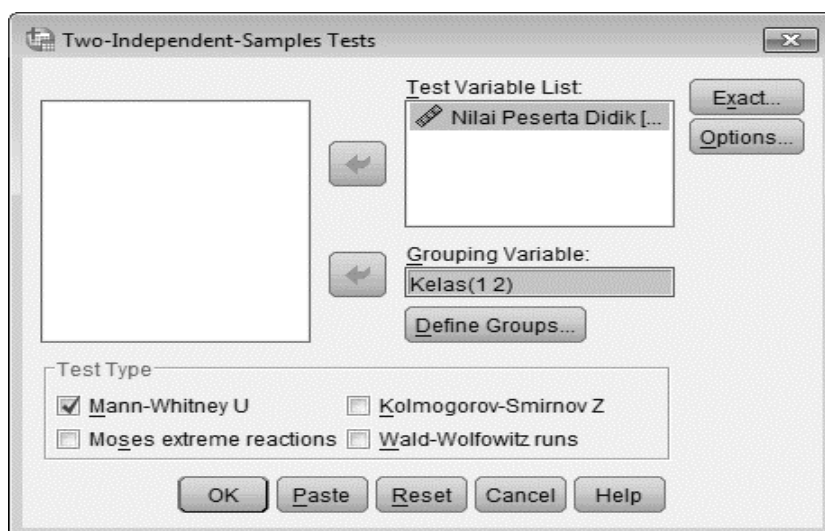 Two-Independent-Samples Tests
Test Variable List:
Nilai Peserta Didik [...
Exact...
Options...
Grouping Variable:
Kelas(1 2)
Define Groups...
Test Type
Mann-Whitney U
Kolmogorov-Smirnov Z
Moses extreme reactions
Wald-Wolfowitz runs
OK
Paste
Reset
Cancel
Help